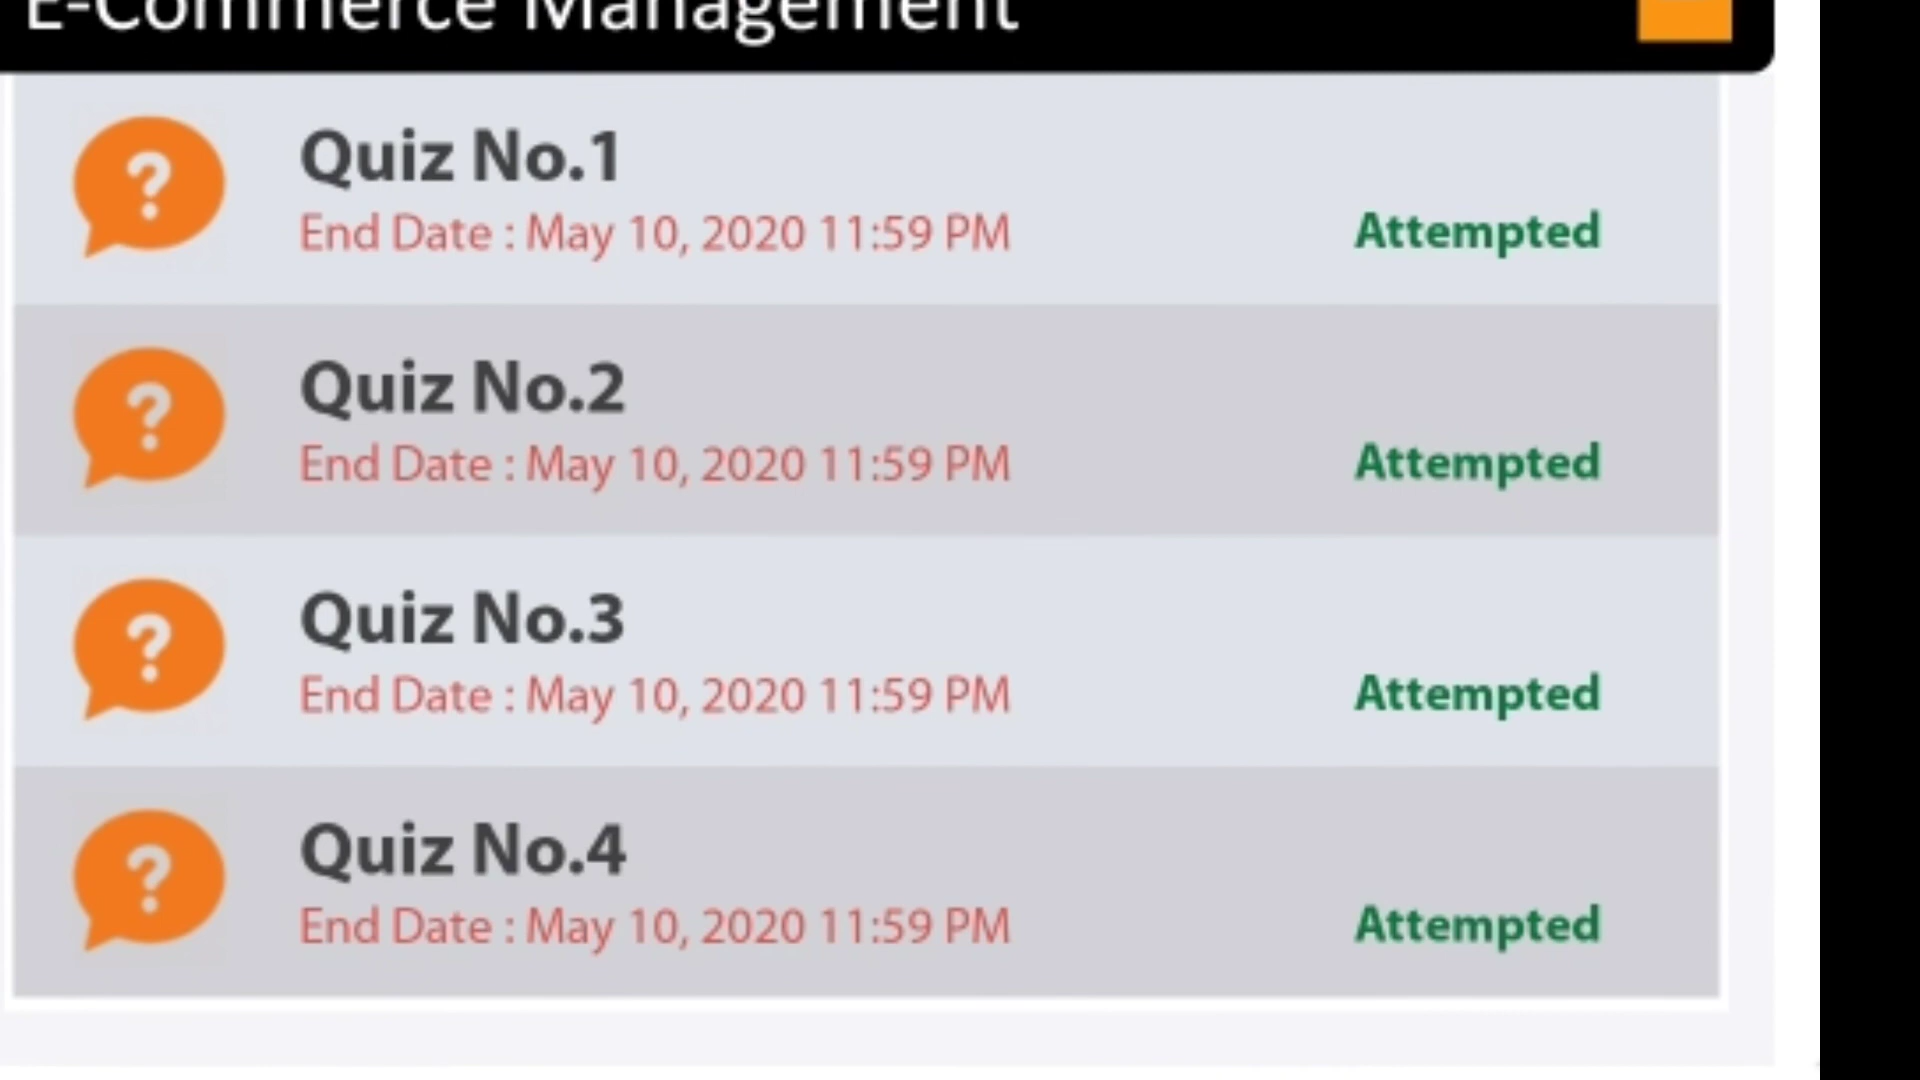 E-Commerce Management
Quiz No.1
End Date : May 10, 2020 11:59 PM
Attempted
Quiz No.2
End Date : May 10, 2020 11:59 PM
Attempted
Quiz No.3
End Date : May 10, 2020 11:59 PM
Attempted
Quiz No.4
End Date : May 10, 2020 11:59 PM
Attempted